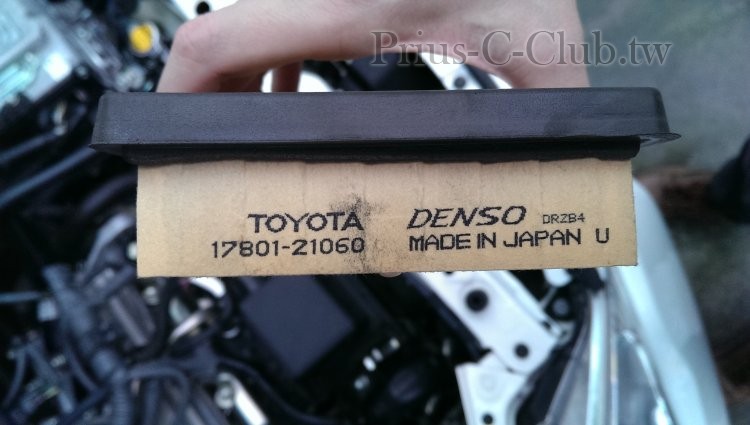 Prius-C-Club.tw
TOYOTA DENSO DRZB4
17801-21060 MADE IN JAPAN U